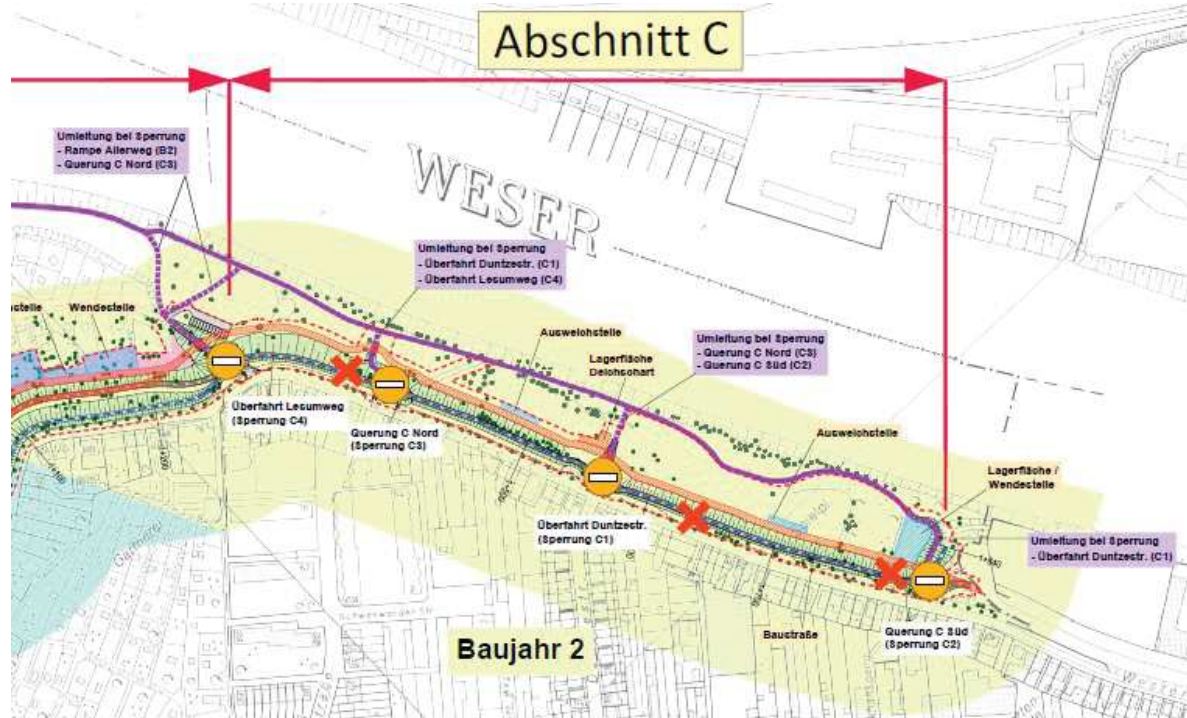 Abschnitt C
Umleitung bei Sperrung
- Rampe Allerweg (B2)
- Querung C Nord (C3)
WESER
Umleitung bei Sperrung
- Überfahrt Duntzestr. (C1)
- Überfahrt Lesumweg (C4)
stelle
Wendestelle
Ausweichstelle
Lagerfläche
Deichschart
Umleitung bei Sperrung
- Querung C Nord (C3)
- Querung C Süd (C2)
Überfahrt Lesumweg
(Sperrung C4)
Querung C Nord
(Sperrung C3)
Ausweichstelle
Lagerfläche /
Wendestelle
Überfahrt Duntzestr.
(Sperrung C1)
Umleitung bei Sperrung
- Überfahrt Duntzestr. (C1)
Baustraße
Querung C Süd
(Sperrung C2)
Baujahr 2